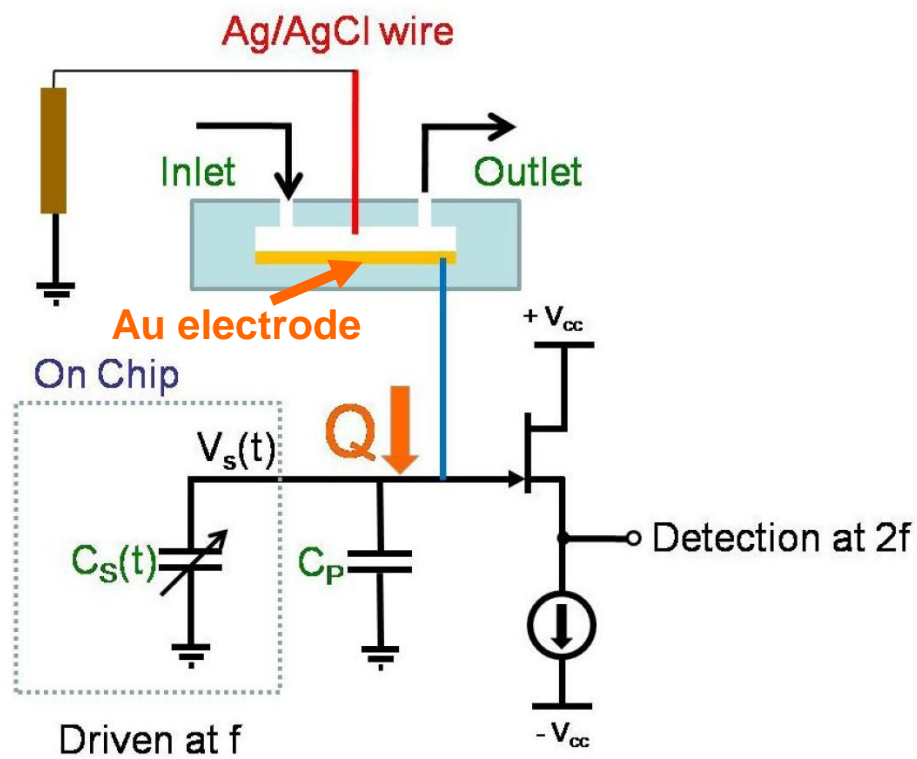 Ag/AgCl wire
Inlet
Outlet
Au electrode
+ Vcc
On Chip
Q
Vs(t)
CS(t)
CP
Detection at 2f
- Vcc
Driven at f